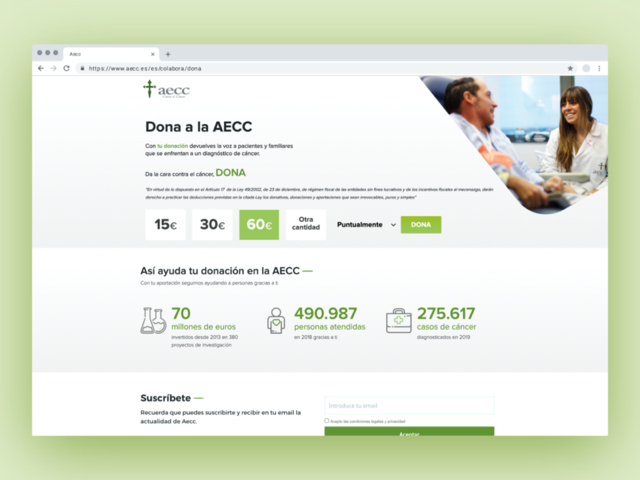 Aecc
https://www.aecc.es/es/colabora/dona
aecc
Dona a la AECC
Con tu donación devuelves la voz a pacientes y familiares
que se enfrentan a un diagnóstico de cáncer.
Da la cara contra el cáncer, DONA
"En virtud de lo dispuesto en el Artículo 17 de la Ley 49/2002, de 23 de diciembre, de régimen fiscal de las entidades sin fines lucrativos y de los incentivos fiscales al mecenazgo, darán
derecho a practicar las deducciones previstas en la citada Ley los donativos, donaciones y aportaciones que sean irrevocables, puros y simples"
15€ 30€ 60€ Otra cantidad Puntualmente DONA
Así ayuda tu donación en la AECC
Con tu aportación seguimos ayudando a personas gracias a ti
70 490.987 275.617
millones de euros personas atendidas casos de cáncer
invertidos desde 2013 en 380 en 2018 gracias a ti diagnosticados en 2019
proyectos de investigación
Suscríbete
Introduce tu email
Recuerda que puedes suscribirte y recibir en tu email la
actualidad de Aecc.
Acepto las condiciones legales y privacidad
Aceptar